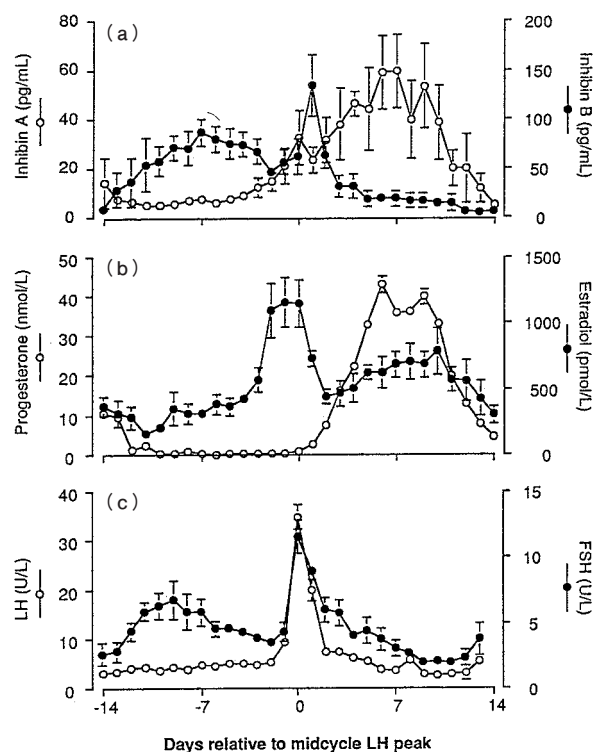 (a)
80
60
40
20
0
Inhibin A (pg/mL)
200
150
100
50
0
Inhibin B (pg/mL)
(b)
50
40
30
20
10
0
Progesterone (nmol/L)
1500
1000
500
0
Estradiol (pmol/L)
(c)
40
30
20
10
0
LH (U/L)
15
10
5
0
FSH (U/L)
-14 -7 0 7 14
Days relative to midcycle LH peak